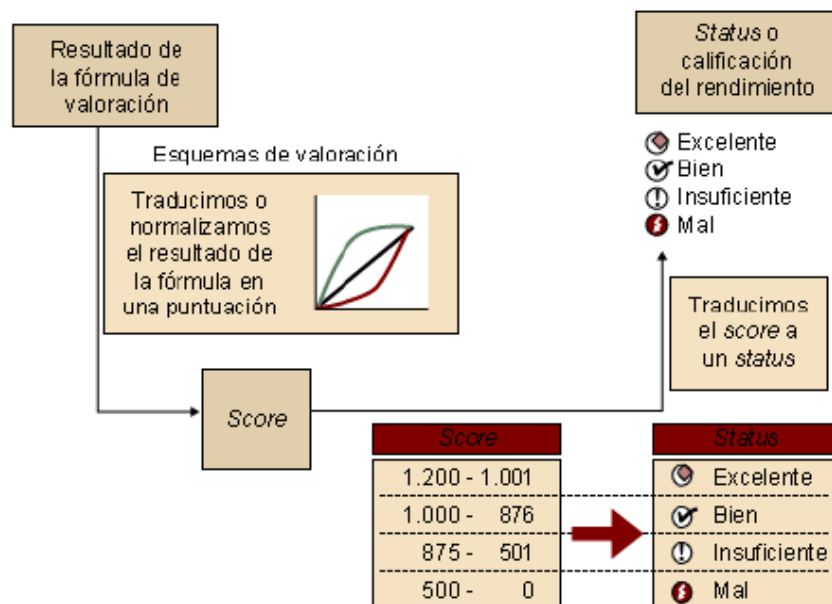 Resultado de
la fórmula de
valoración
Status o
calificación
del rendimiento
Excelente
Bien
Insuficiente
Mal
Esquemas de valoración
Traducimos o
normalizamos
el resultado de
la fórmula en
una puntuación
Traducimos
el score a
un status
Score
Score
Status
1.200 - 1.001
Excelente
1.000 - 876
Bien
875 - 501
Insuficiente
500 - 0
Mal